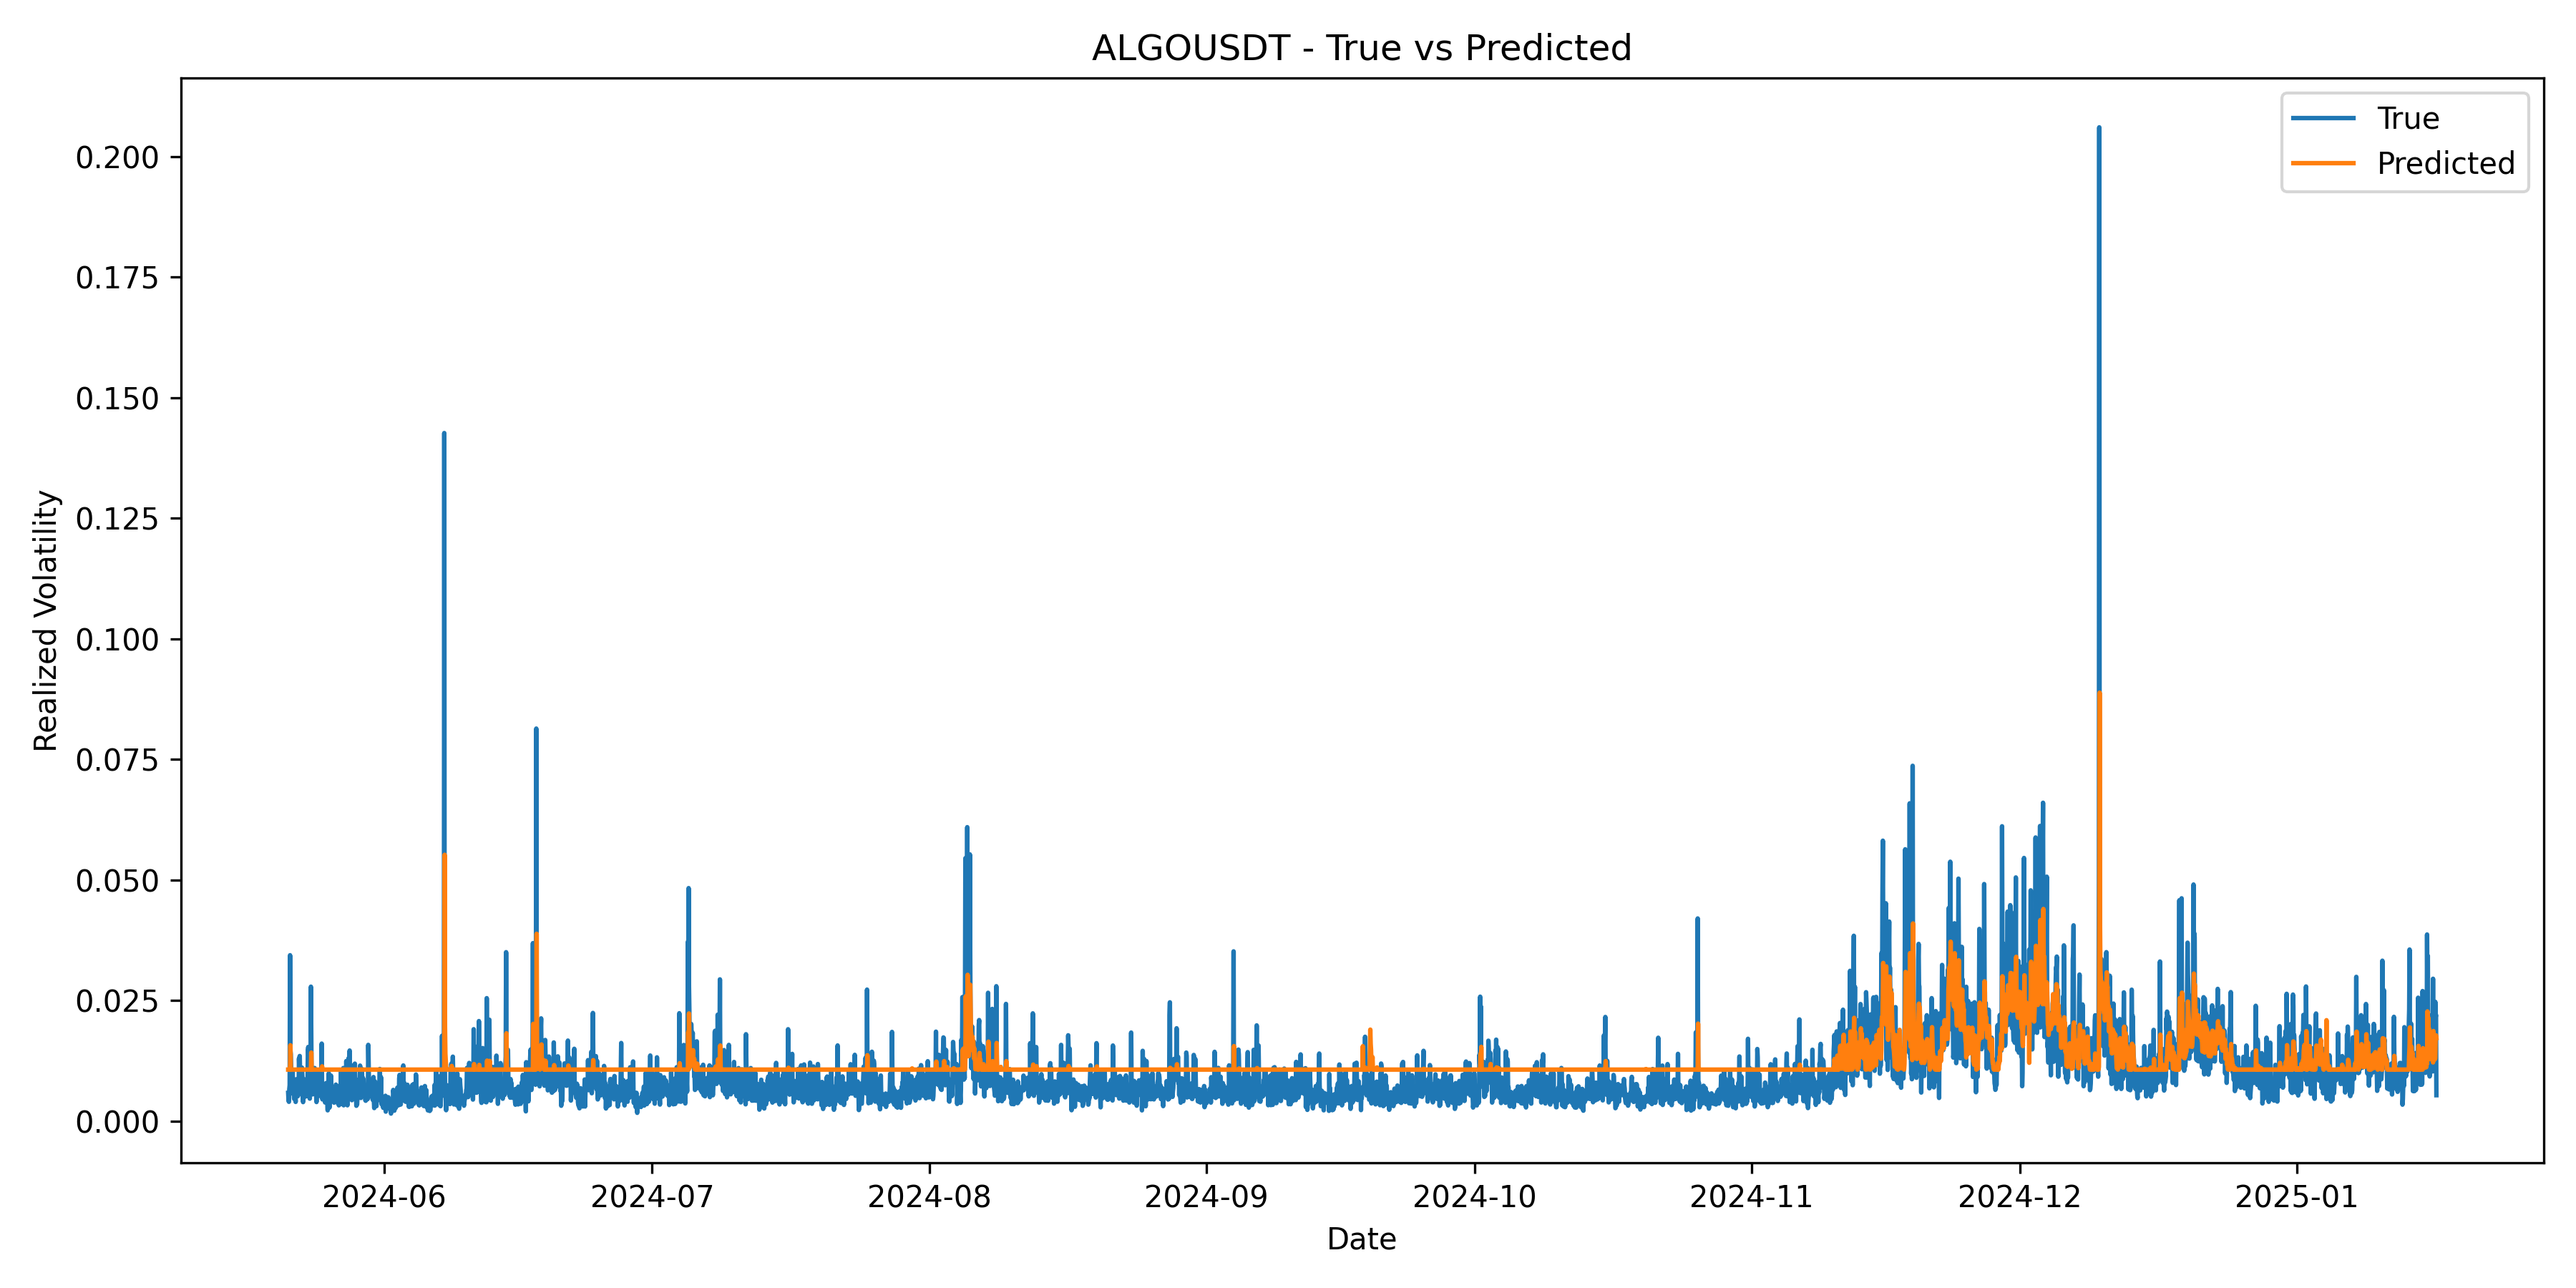 ALGOUSDT - True vs Predicted
True
Predicted
Realized Volatility
0.200
0.175
0.150
0.125
0.100
0.075
0.050
0.025
0.000
2024-06 2024-07 2024-08 2024-09 2024-10 2024-11 2024-12 2025-01
Date